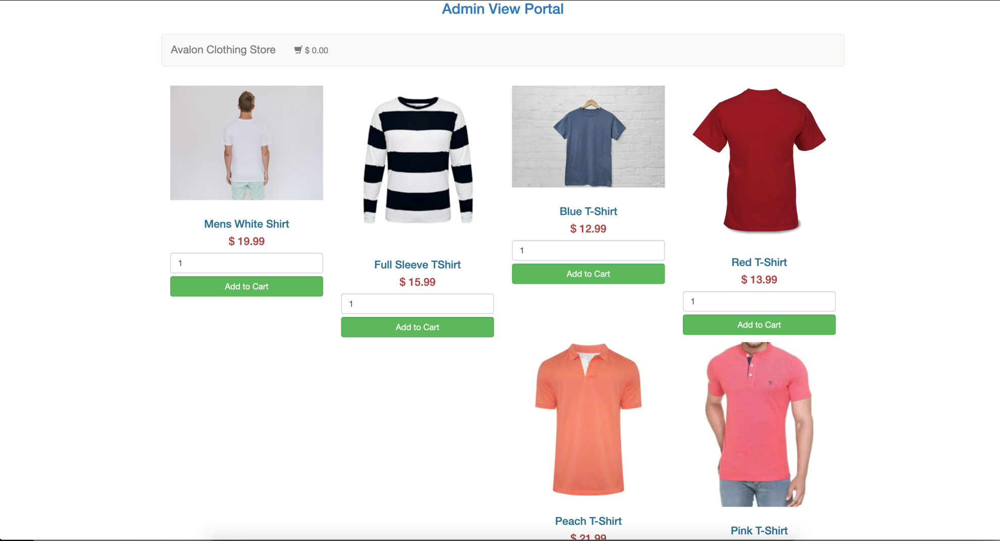 Admin View Portal
Avalon Clothing Store
$ 0.00
Mens White Shirt
$ 19.99
1
Add to Cart
Full Sleeve TShirt
$ 15.99
1
Add to Cart
Blue T-Shirt
$ 12.99
1
Add to Cart
Red T-Shirt
$ 13.99
1
Add to Cart
Peach T-Shirt
$ 21.99
Pink T-Shirt